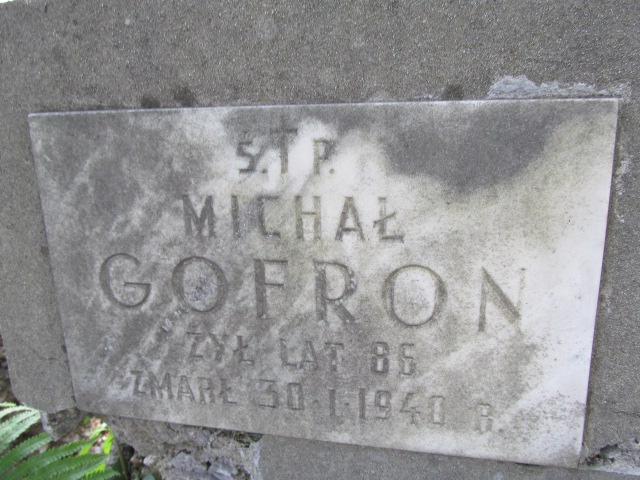 Ś.†P.
MICHAŁ
GOFRON
ŻYŁ LAT 86
ZMARŁ 30.I.1940 R.